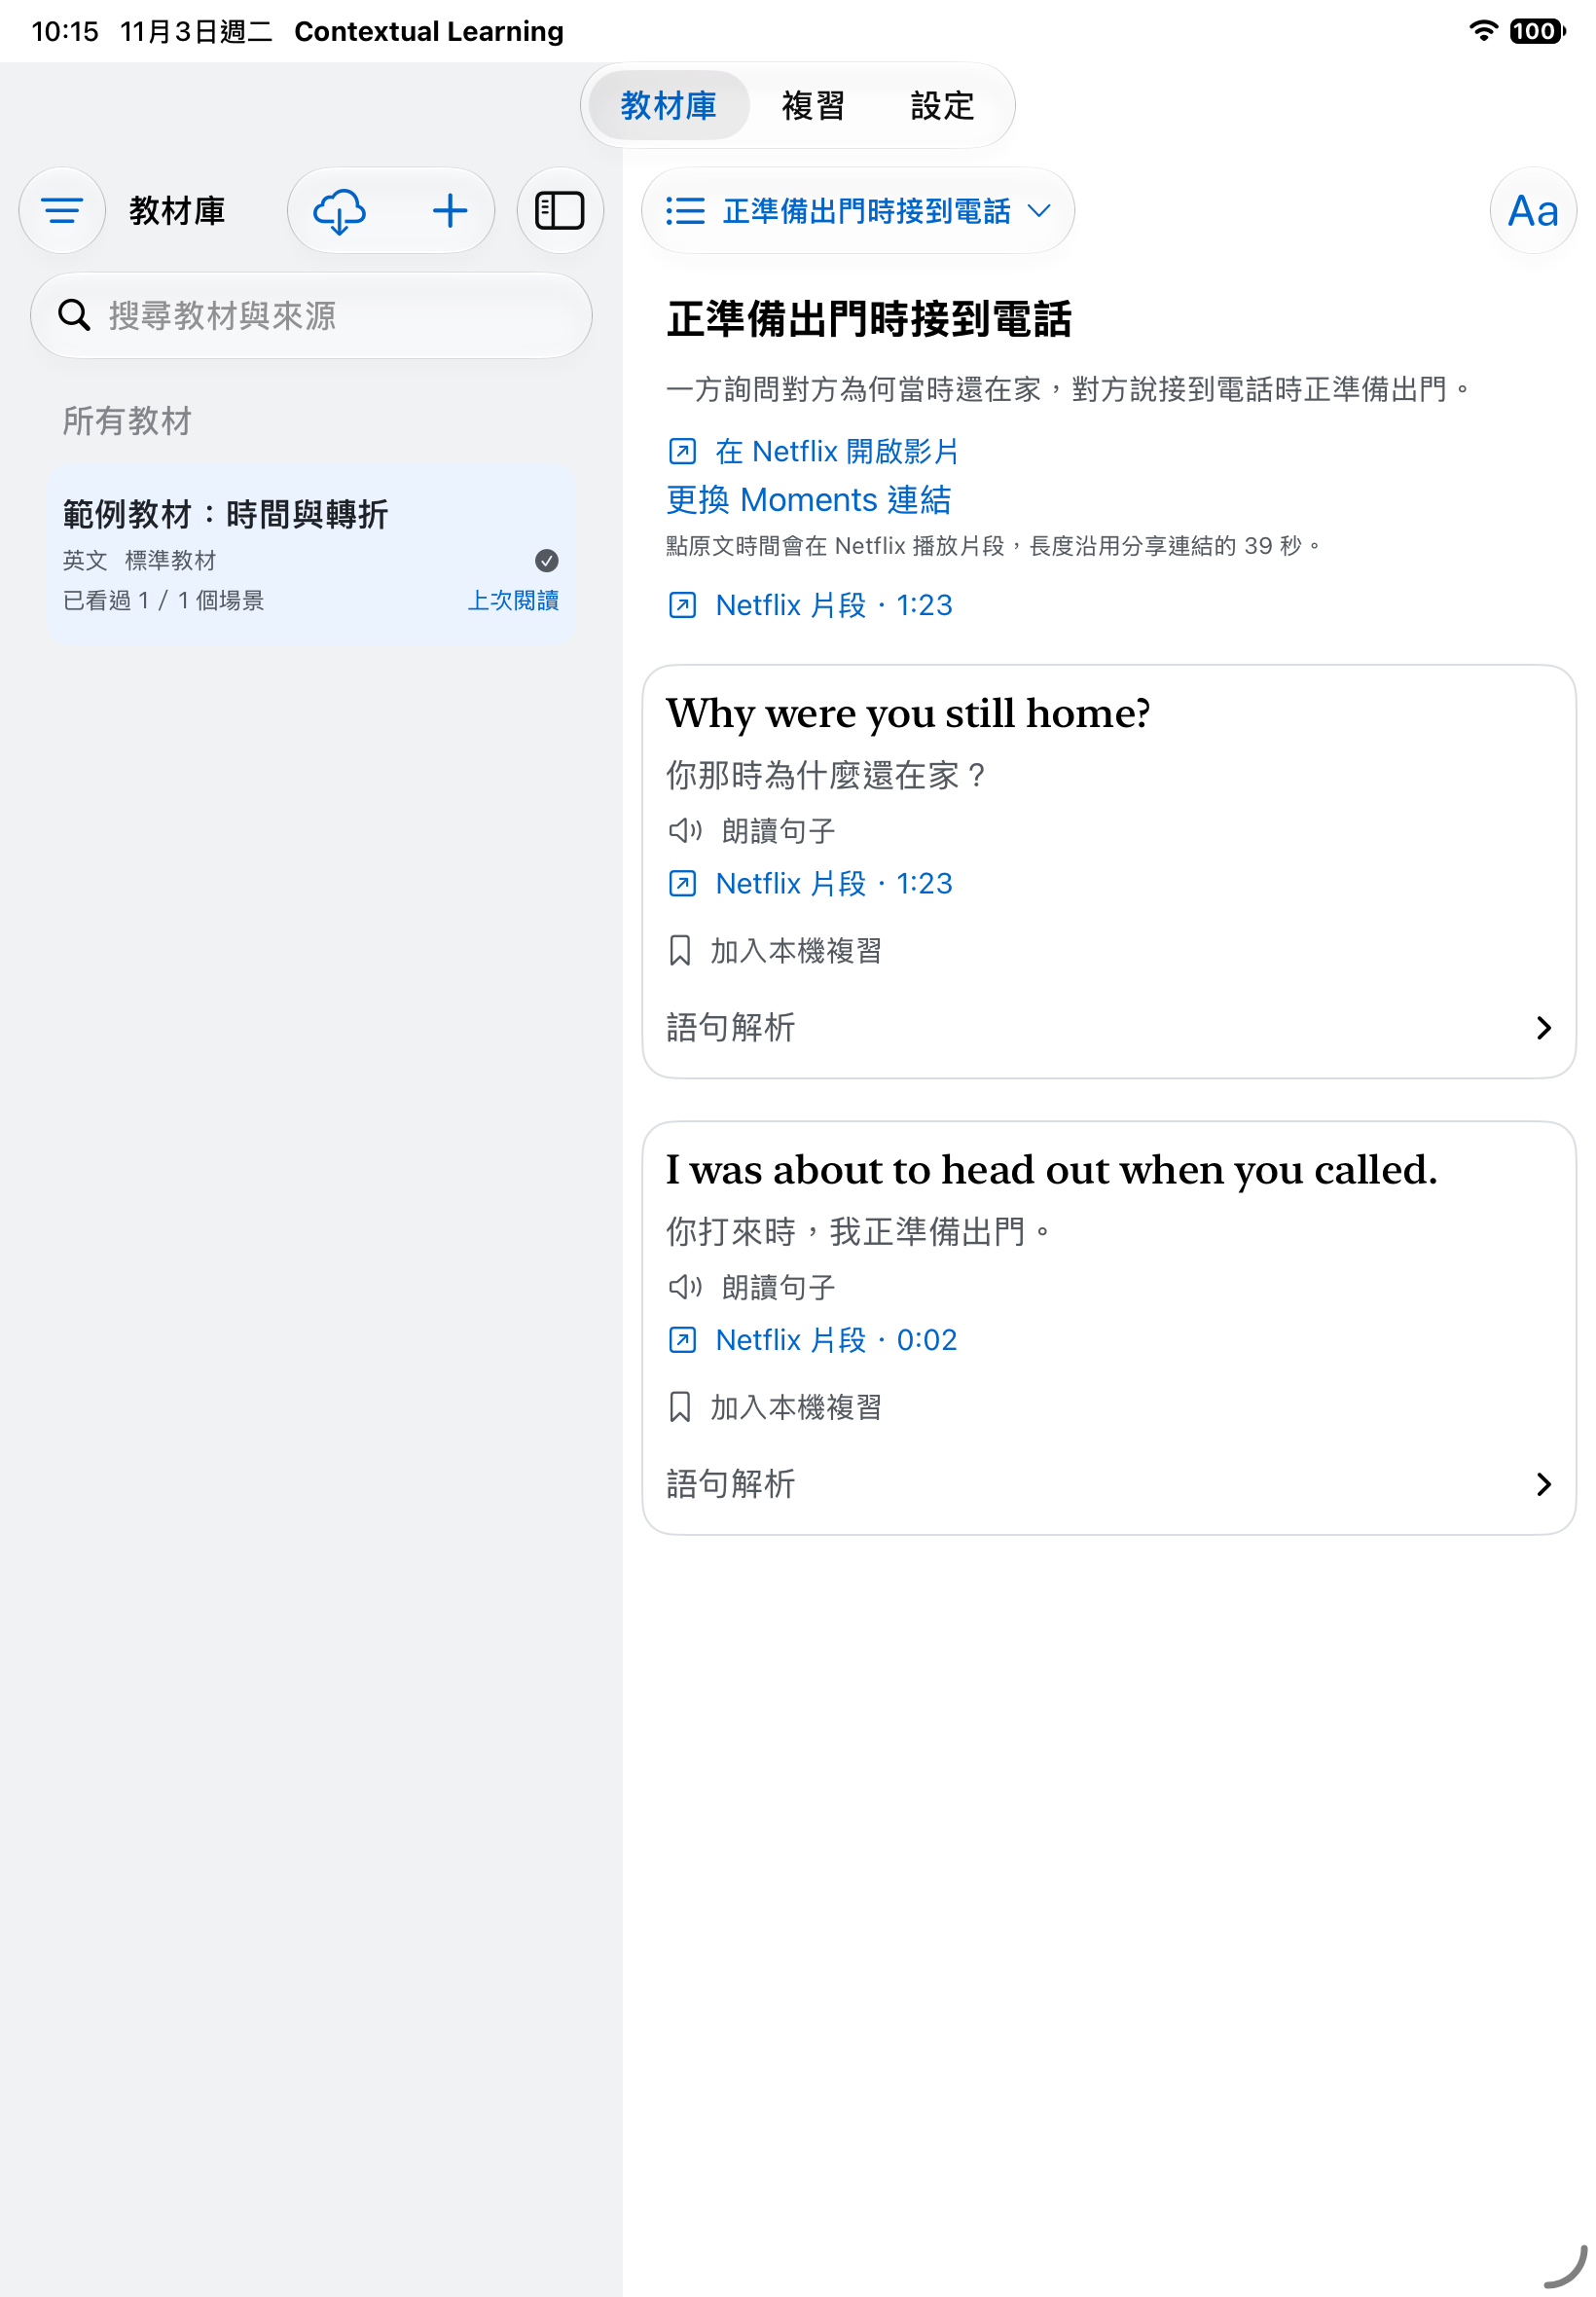 10:15 11月3日週二 Contextual Learning
100
教材庫 複習 設定
教材庫
搜尋教材與來源
所有教材
範例教材：時間與轉折
英文 標準教材
已看過 1 / 1 個場景 上次閱讀
正準備出門時接到電話
Aa
正準備出門時接到電話
一方詢問對方為何當時還在家，對方說接到電話時正準備出門。
在 Netflix 開啟影片
更換 Moments 連結
點原文時間會在 Netflix 播放片段，長度沿用分享連結的 39 秒。
Netflix 片段 · 1:23
Why were you still home?
你那時為什麼還在家？
朗讀句子
Netflix 片段 · 1:23
加入本機複習
語句解析
I was about to head out when you called.
你打來時，我正準備出門。
朗讀句子
Netflix 片段 · 0:02
加入本機複習
語句解析